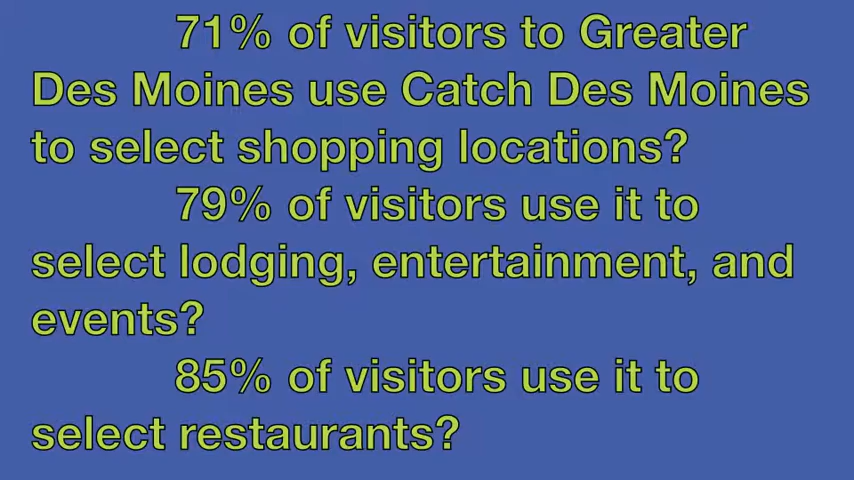 71% of visitors to Greater
Des Moines use Catch Des Moines
to select shopping locations?
79% of visitors use it to
select lodging, entertainment, and
events?
85% of visitors use it to
select restaurants?